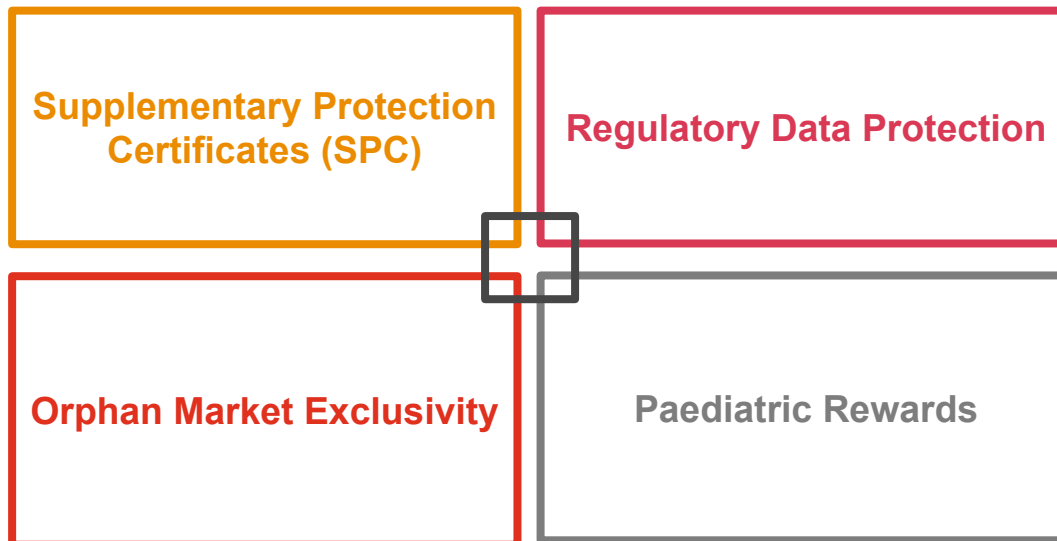 Supplementary Protection
Certificates (SPC)
Regulatory Data Protection
Orphan Market Exclusivity
Paediatric Rewards